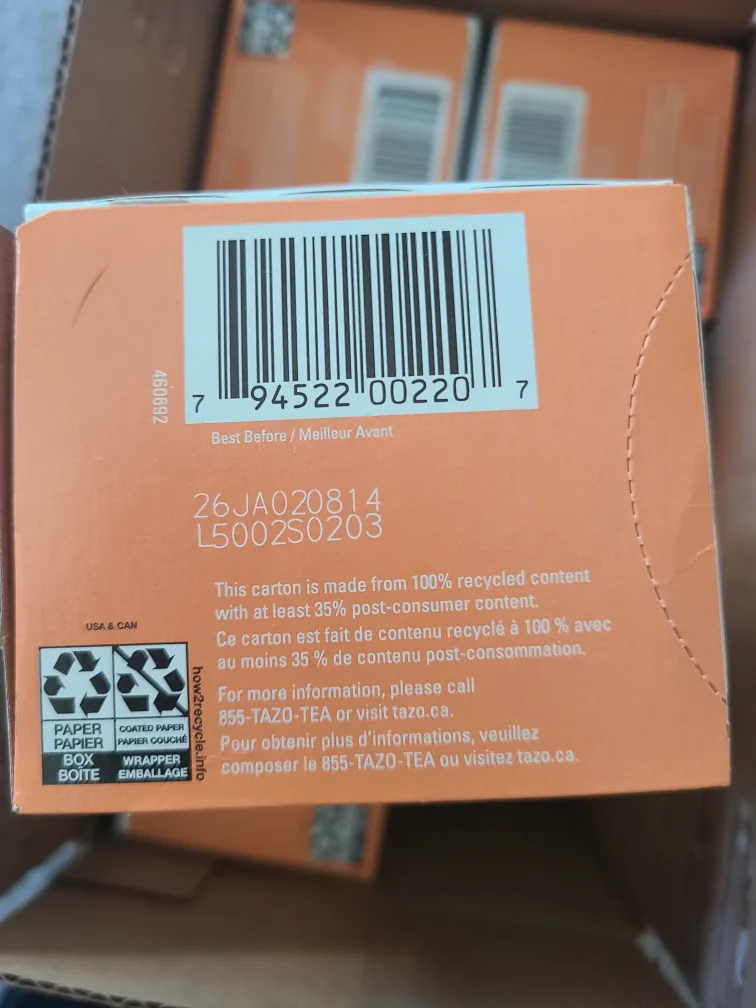 7 94522 00220 7
460692
Best Before / Meilleur Avant
26JA020814
L5002S0203
This carton is made from 100% recycled content
with at least 35% post-consumer content.
Ce carton est fait de contenu recyclé à 100 % avec
au moins 35 % de contenu post-consommation.
For more information, please call
855-TAZO-TEA or visit tazo.ca.
Pour obtenir plus d'informations, veuillez
composer le 855-TAZO-TEA ou visitez tazo.ca.
USA & CAN
PAPER
PAPIER
BOX
BOÎTE
COATED PAPER
PAPIER COUCHÉ
WRAPPER
EMBALLAGE
how2recycle.info